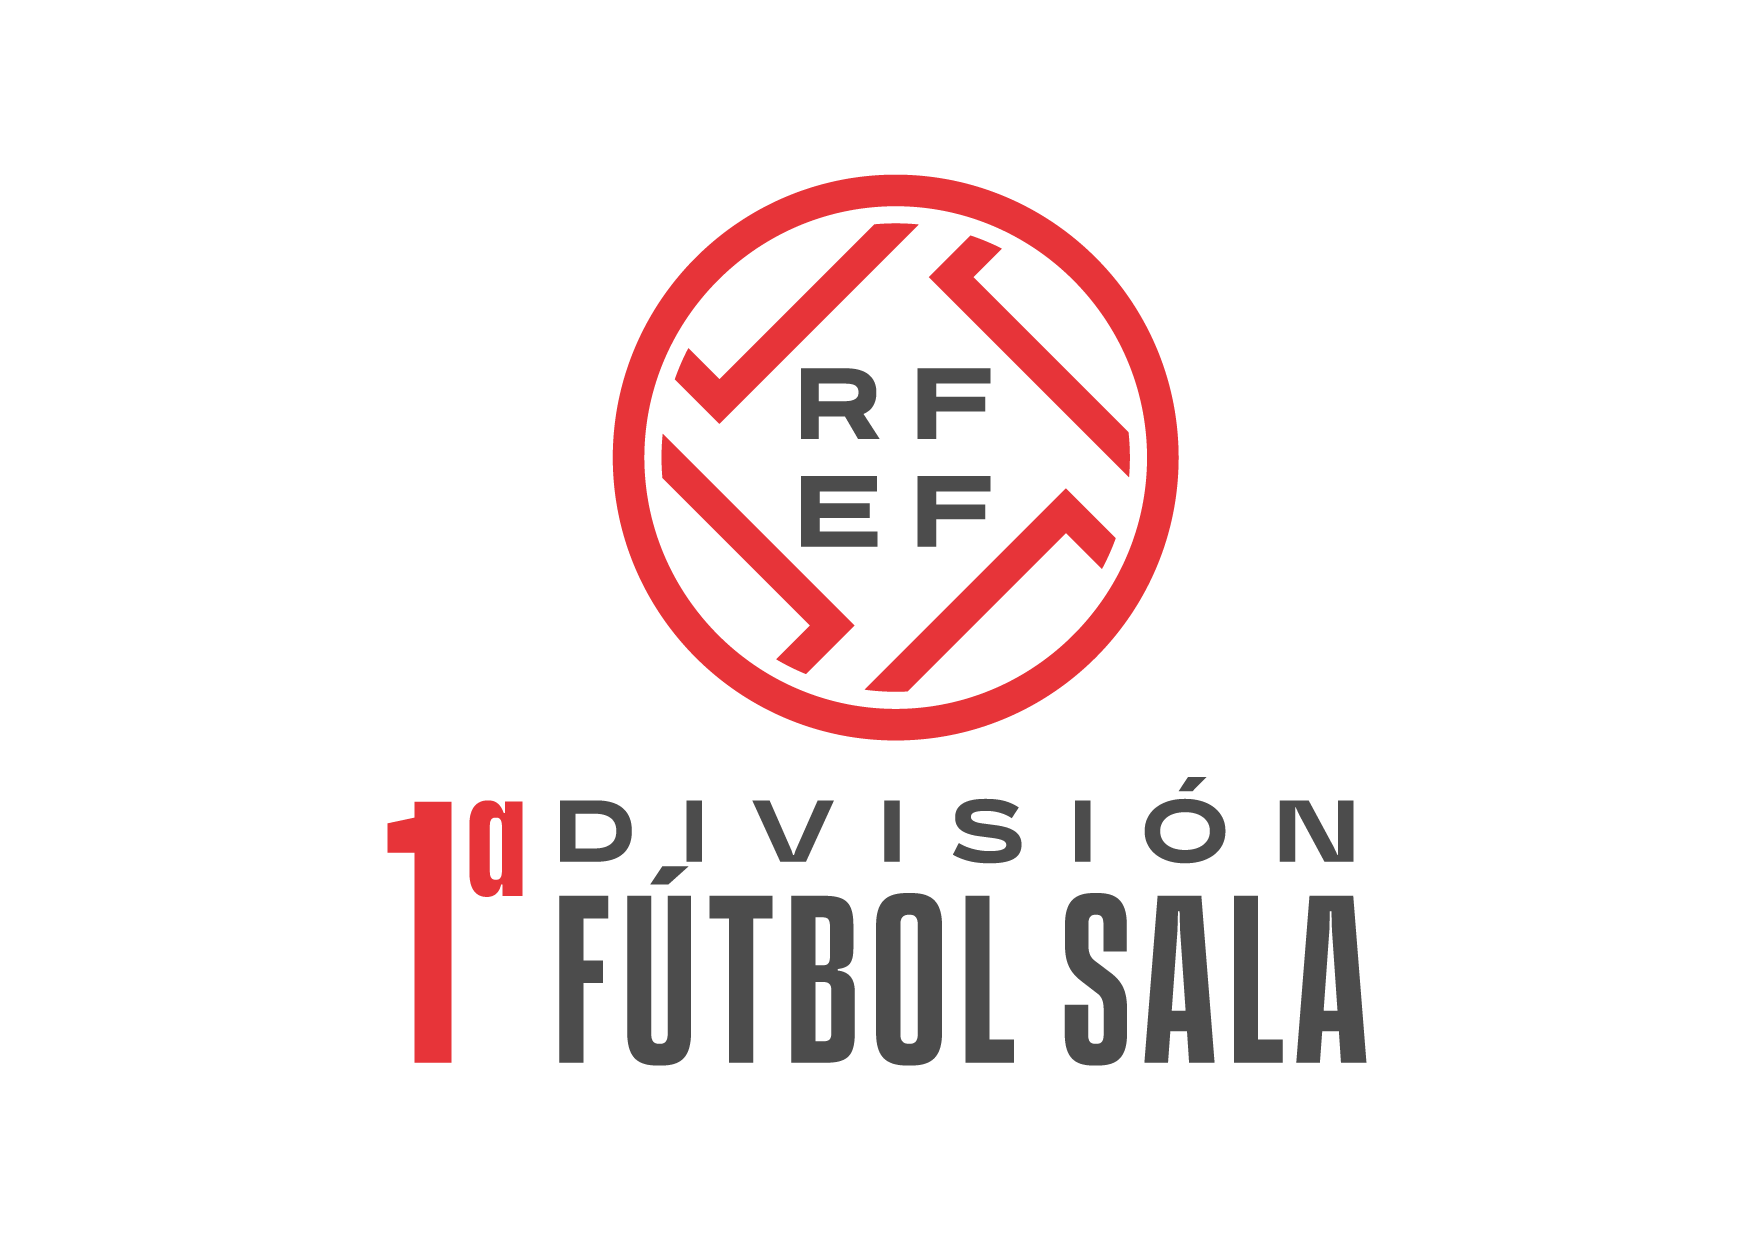 RF
EF
1ª DIVISIÓN
FÚTBOL SALA